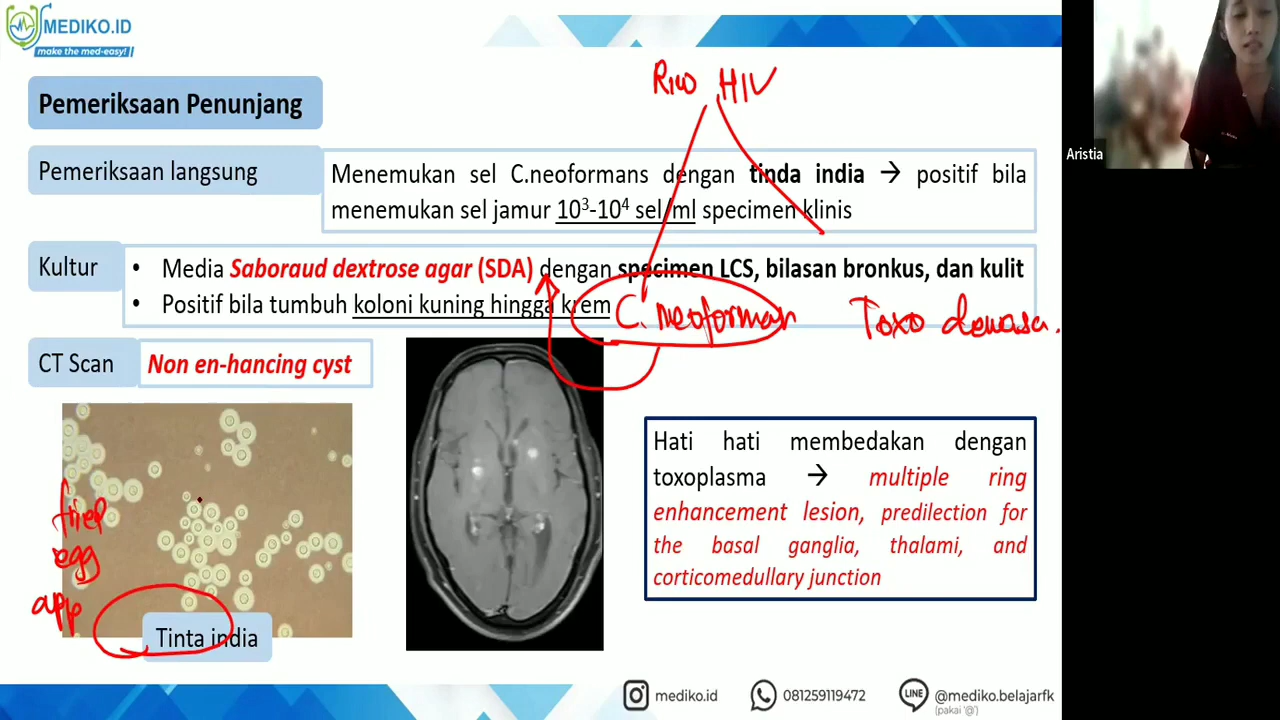 MEDIKO.ID
make the med-easy!
Riw HIV
Aristia
Pemeriksaan Penunjang
Pemeriksaan langsung
Menemukan sel C.neoformans dengan tinda india → positif bila
menemukan sel jamur 10³-10⁴ sel/ml specimen klinis
Kultur
• Media Saboraud dextrose agar (SDA) dengan specimen LCS, bilasan bronkus, dan kulit
• Positif bila tumbuh koloni kuning hingga krem
C. neoforman
Toxo dewasa.
CT Scan
Non en-hancing cyst
Hati hati membedakan dengan
toxoplasma → multiple ring
enhancement lesion, predilection for
the basal ganglia, thalami, and
corticomedullary junction
fried
egg
app
Tinta india
mediko.id
081259119472
LINE
@mediko.belajarfk
(pakai '@')